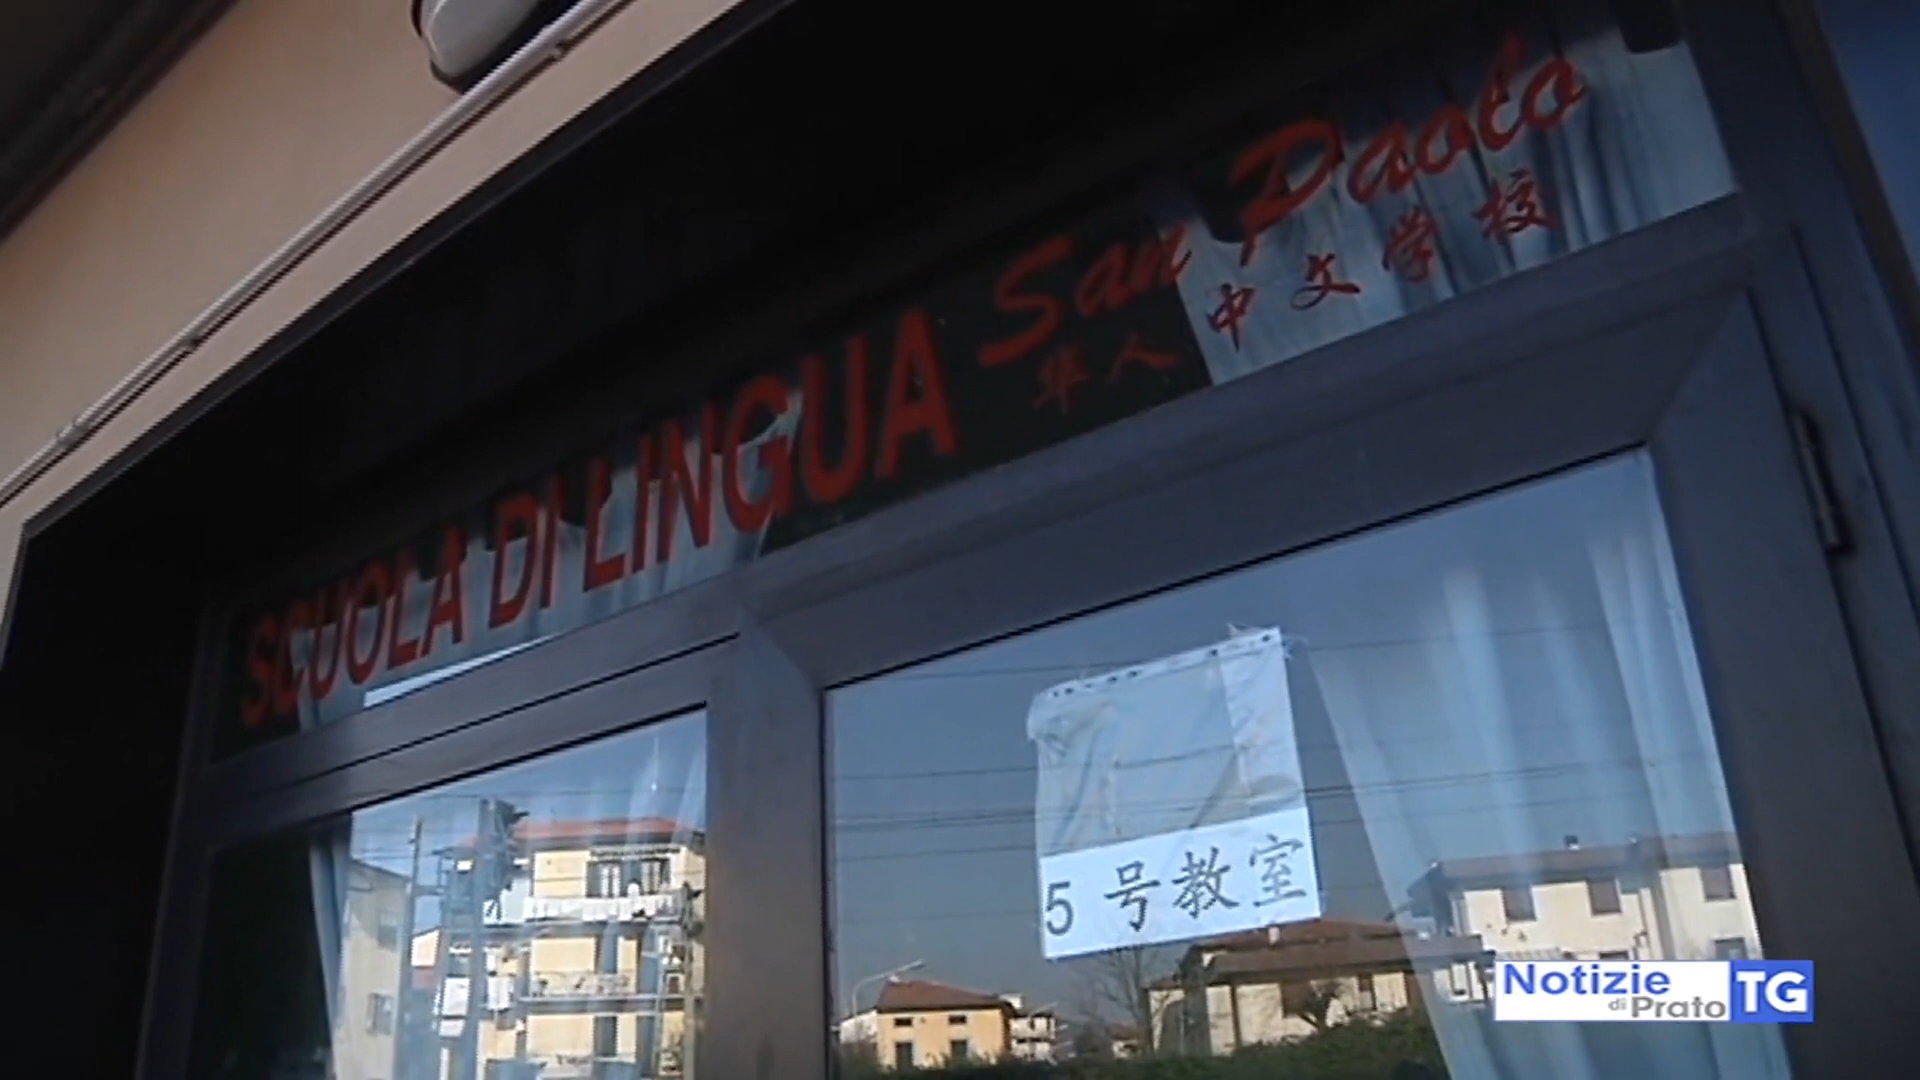 SCUOLA DI LINGUA San Paolo
华人中文学校
5号教室
Notizie
di Prato
TG